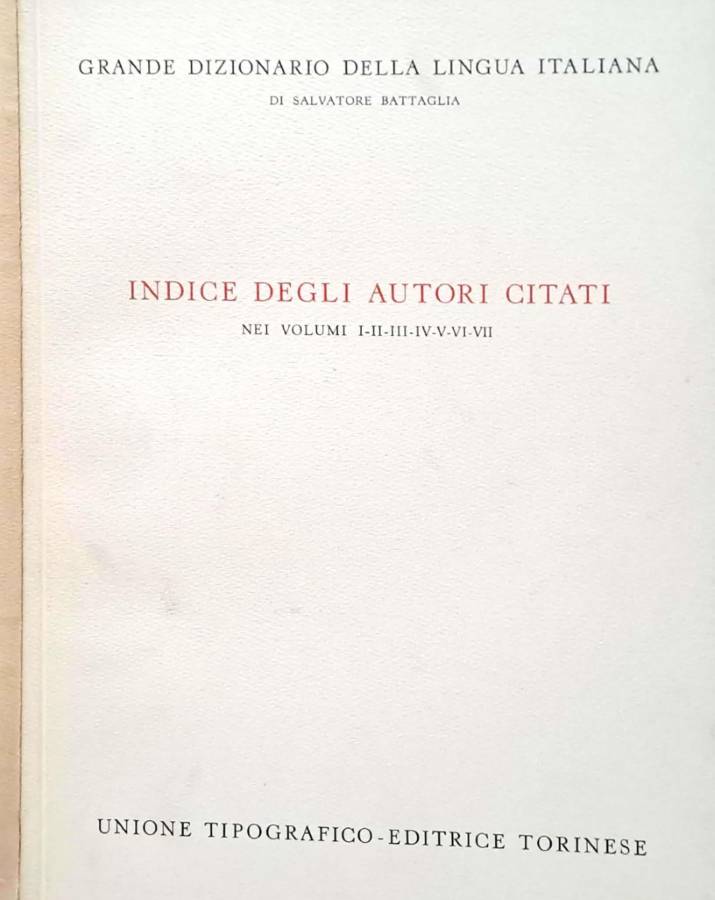 GRANDE DIZIONARIO DELLA LINGUA ITALIANA
DI SALVATORE BATTAGLIA
INDICE DEGLI AUTORI CITATI
NEI VOLUMI I-II-III-IV-V-VI-VII
UNIONE TIPOGRAFICO-EDITRICE TORINESE